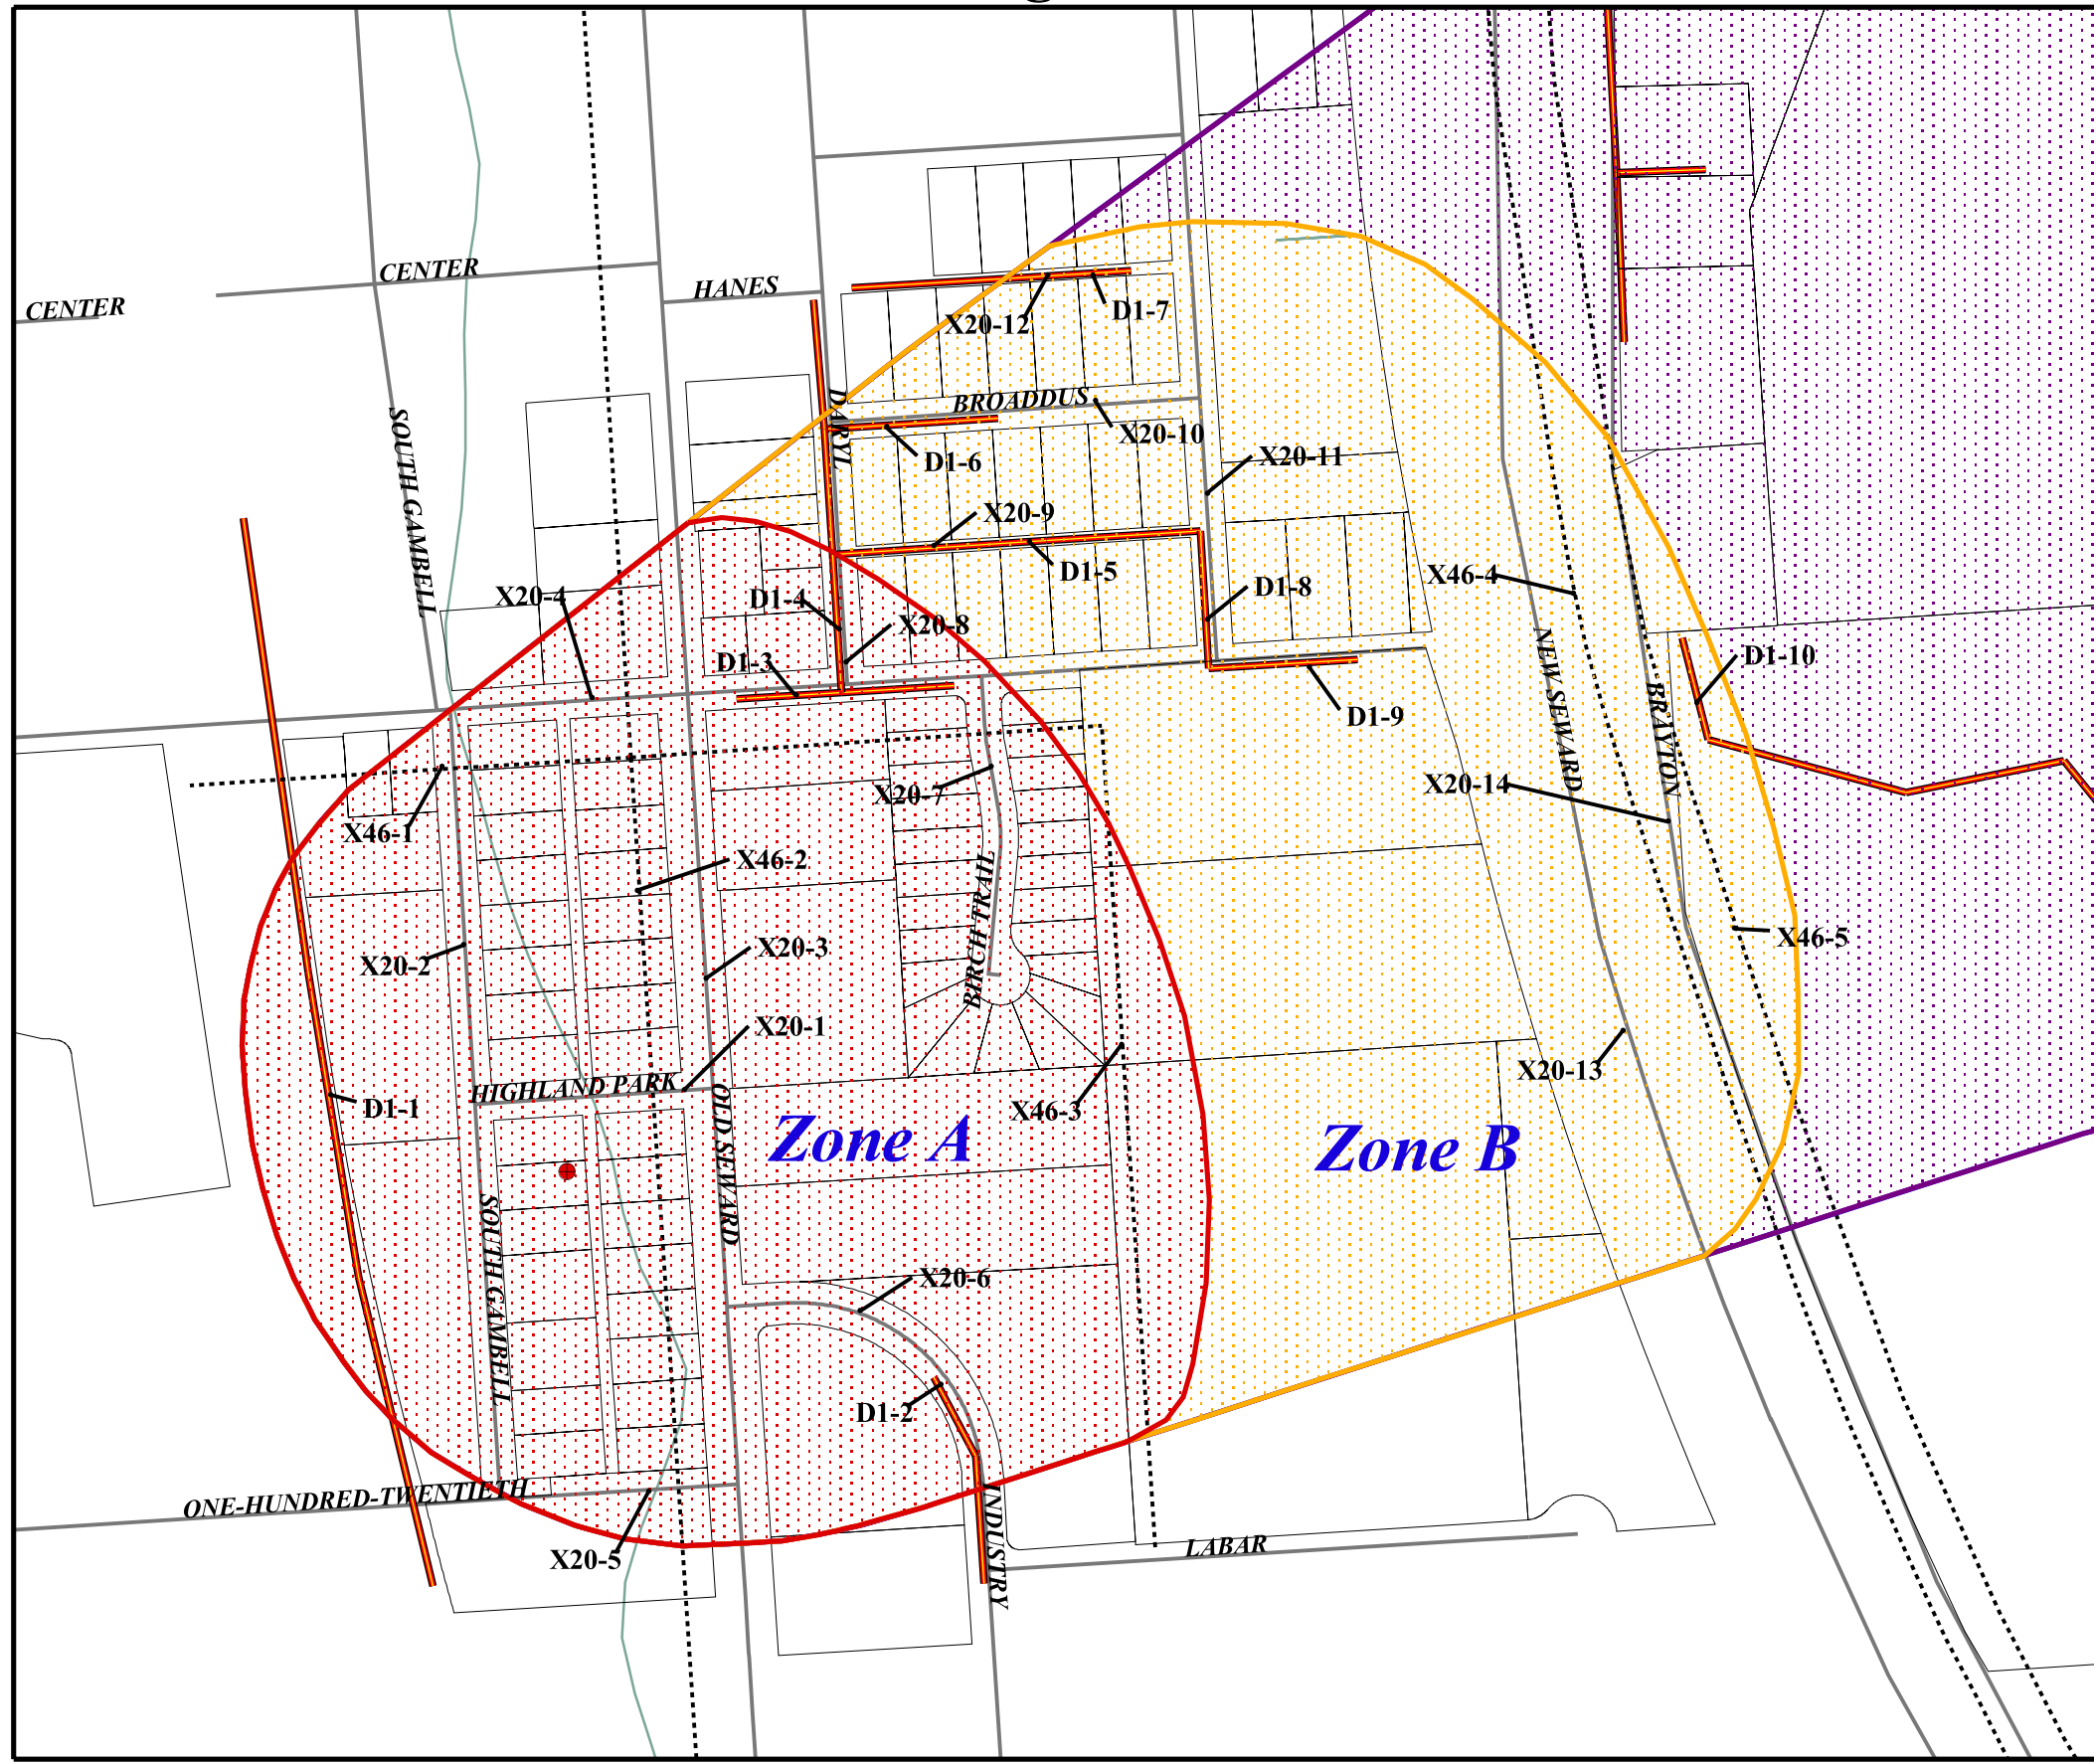 CENTER
CENTER
HANES
X20-12
D1-7
SOUTH GAMBELL
DARYL
BROADDUS
X20-10
D1-6
X20-11
X20-9
D1-5
X46-4
X20-4
D1-4
D1-8
X20-8
D1-3
D1-10
D1-9
NEW SEWARD
BRAYTON
X46-1
X20-7
X20-14
X46-2
BIRCH TRAIL
X20-2
X20-3
X46-5
X20-1
X20-13
HIGHLAND PARK
D1-1
X46-3
OLD SEWARD
Zone A
Zone B
SOUTH GAMBELL
X20-6
D1-2
ONE-HUNDRED-TWENTIETH
X20-5
INDUSTRY
LABAR